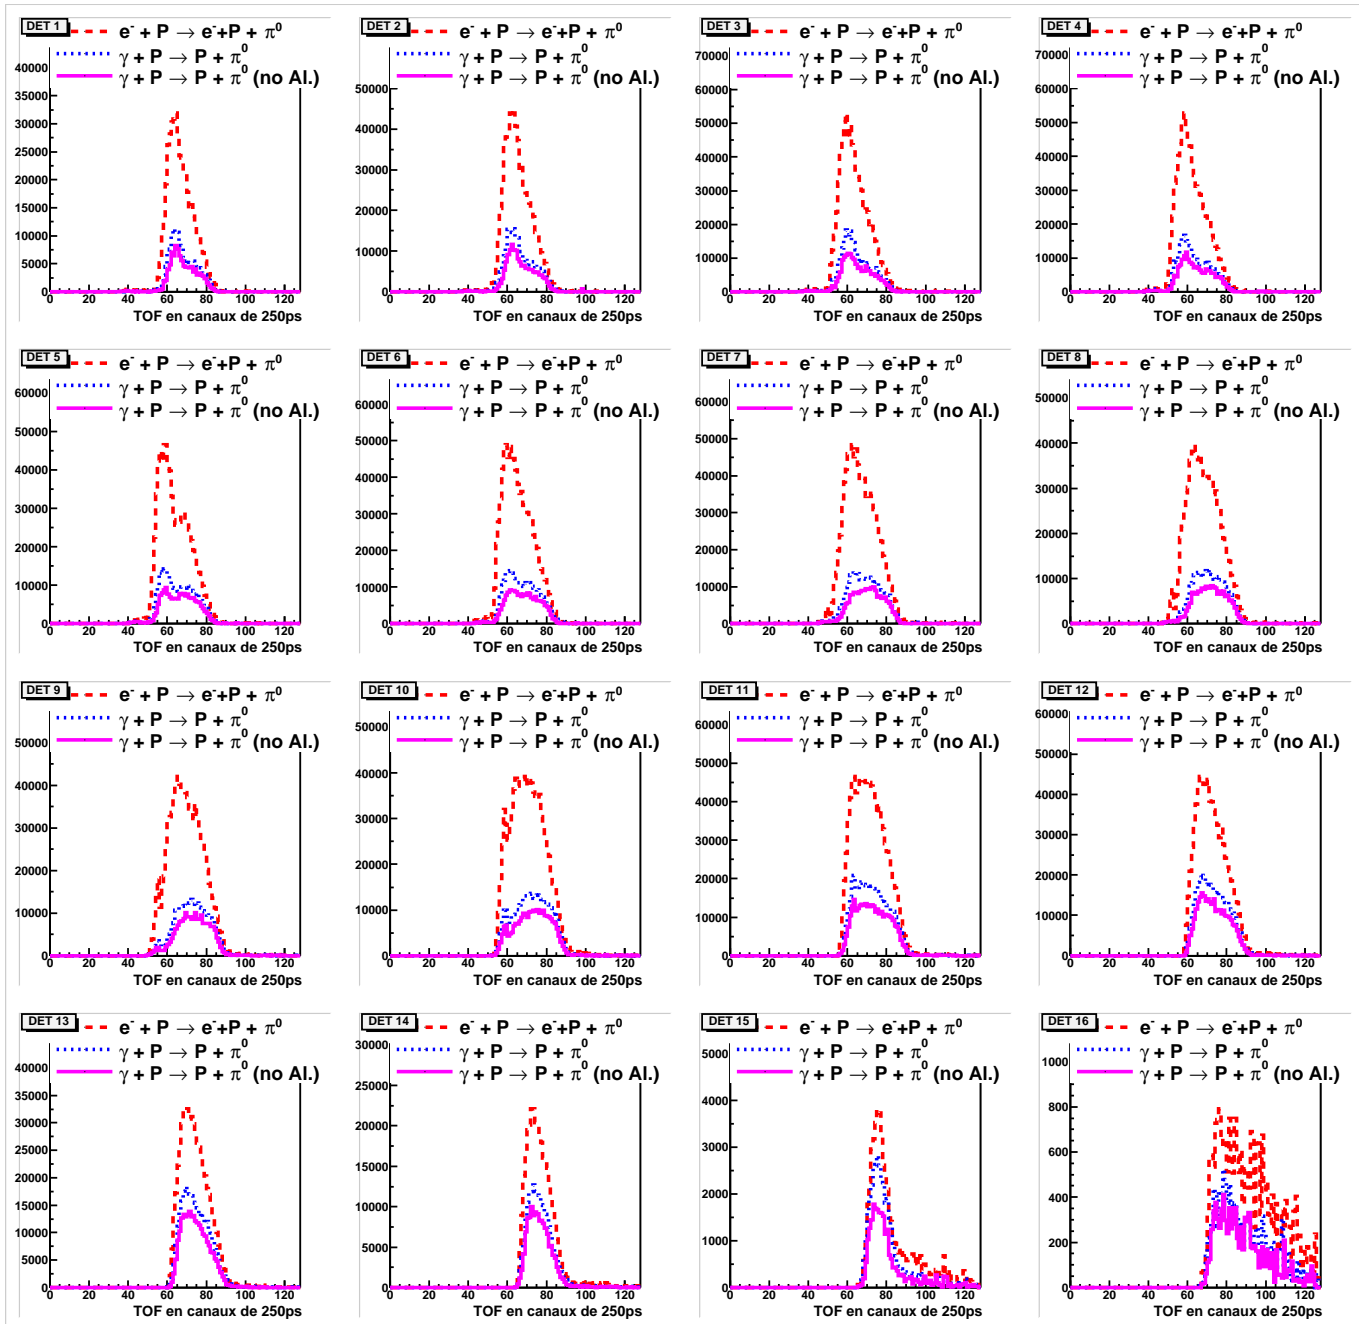 DET 1
e⁻ + P → e⁻+P + π⁰
γ + P → P + π⁰
γ + P → P + π⁰ (no Al.)
40000
35000
30000
25000
20000
15000
10000
5000
0
0 20 40 60 80 100 120
TOF en canaux de 250ps
DET 2
e⁻ + P → e⁻+P + π⁰
γ + P → P + π⁰
γ + P → P + π⁰ (no Al.)
50000
40000
30000
20000
10000
0
0 20 40 60 80 100 120
TOF en canaux de 250ps
DET 3
e⁻ + P → e⁻+P + π⁰
γ + P → P + π⁰
γ + P → P + π⁰ (no Al.)
70000
60000
50000
40000
30000
20000
10000
0
0 20 40 60 80 100 120
TOF en canaux de 250ps
DET 4
e⁻ + P → e⁻+P + π⁰
γ + P → P + π⁰
γ + P → P + π⁰ (no Al.)
70000
60000
50000
40000
30000
20000
10000
0
0 20 40 60 80 100 120
TOF en canaux de 250ps
DET 5
e⁻ + P → e⁻+P + π⁰
γ + P → P + π⁰
γ + P → P + π⁰ (no Al.)
60000
50000
40000
30000
20000
10000
0
0 20 40 60 80 100 120
TOF en canaux de 250ps
DET 6
e⁻ + P → e⁻+P + π⁰
γ + P → P + π⁰
γ + P → P + π⁰ (no Al.)
60000
50000
40000
30000
20000
10000
0
0 20 40 60 80 100 120
TOF en canaux de 250ps
DET 7
e⁻ + P → e⁻+P + π⁰
γ + P → P + π⁰
γ + P → P + π⁰ (no Al.)
60000
50000
40000
30000
20000
10000
0
0 20 40 60 80 100 120
TOF en canaux de 250ps
DET 8
e⁻ + P → e⁻+P + π⁰
γ + P → P + π⁰
γ + P → P + π⁰ (no Al.)
50000
40000
30000
20000
10000
0
0 20 40 60 80 100 120
TOF en canaux de 250ps
DET 9
e⁻ + P → e⁻+P + π⁰
γ + P → P + π⁰
γ + P → P + π⁰ (no Al.)
50000
40000
30000
20000
10000
0
0 20 40 60 80 100 120
TOF en canaux de 250ps
DET 10
e⁻ + P → e⁻+P + π⁰
γ + P → P + π⁰
γ + P → P + π⁰ (no Al.)
50000
40000
30000
20000
10000
0
0 20 40 60 80 100 120
TOF en canaux de 250ps
DET 11
e⁻ + P → e⁻+P + π⁰
γ + P → P + π⁰
γ + P → P + π⁰ (no Al.)
60000
50000
40000
30000
20000
10000
0
0 20 40 60 80 100 120
TOF en canaux de 250ps
DET 12
e⁻ + P → e⁻+P + π⁰
γ + P → P + π⁰
γ + P → P + π⁰ (no Al.)
60000
50000
40000
30000
20000
10000
0
0 20 40 60 80 100 120
TOF en canaux de 250ps
DET 13
e⁻ + P → e⁻+P + π⁰
γ + P → P + π⁰
γ + P → P + π⁰ (no Al.)
40000
35000
30000
25000
20000
15000
10000
5000
0
0 20 40 60 80 100 120
TOF en canaux de 250ps
DET 14
e⁻ + P → e⁻+P + π⁰
γ + P → P + π⁰
γ + P → P + π⁰ (no Al.)
30000
25000
20000
15000
10000
5000
0
0 20 40 60 80 100 120
TOF en canaux de 250ps
DET 15
e⁻ + P → e⁻+P + π⁰
γ + P → P + π⁰
γ + P → P + π⁰ (no Al.)
5000
4000
3000
2000
1000
0
0 20 40 60 80 100 120
TOF en canaux de 250ps
DET 16
e⁻ + P → e⁻+P + π⁰
γ + P → P + π⁰
γ + P → P + π⁰ (no Al.)
1000
800
600
400
200
0
0 20 40 60 80 100 120
TOF en canaux de 250ps